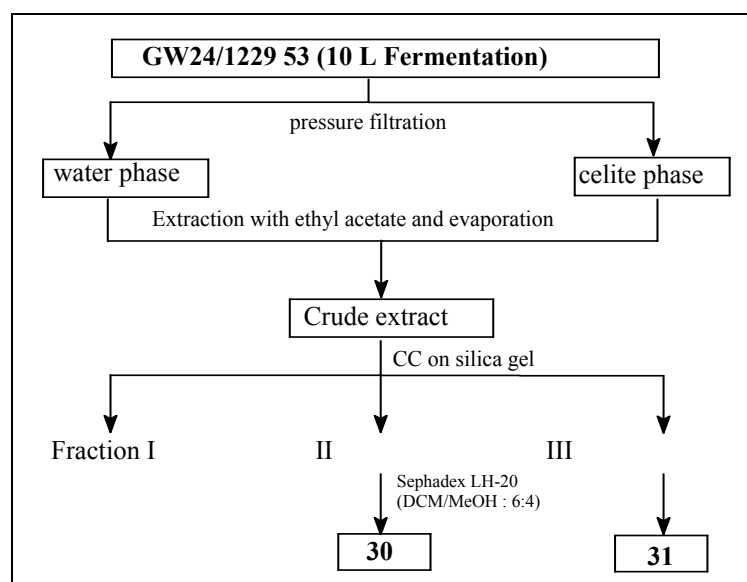 GW24/1229 53 (10 L Fermentation)
pressure filtration
water phase
celite phase
Extraction with ethyl acetate and evaporation
Crude extract
CC on silica gel
Fraction I
II
III
Sephadex LH-20
(DCM/MeOH : 6:4)
30
31